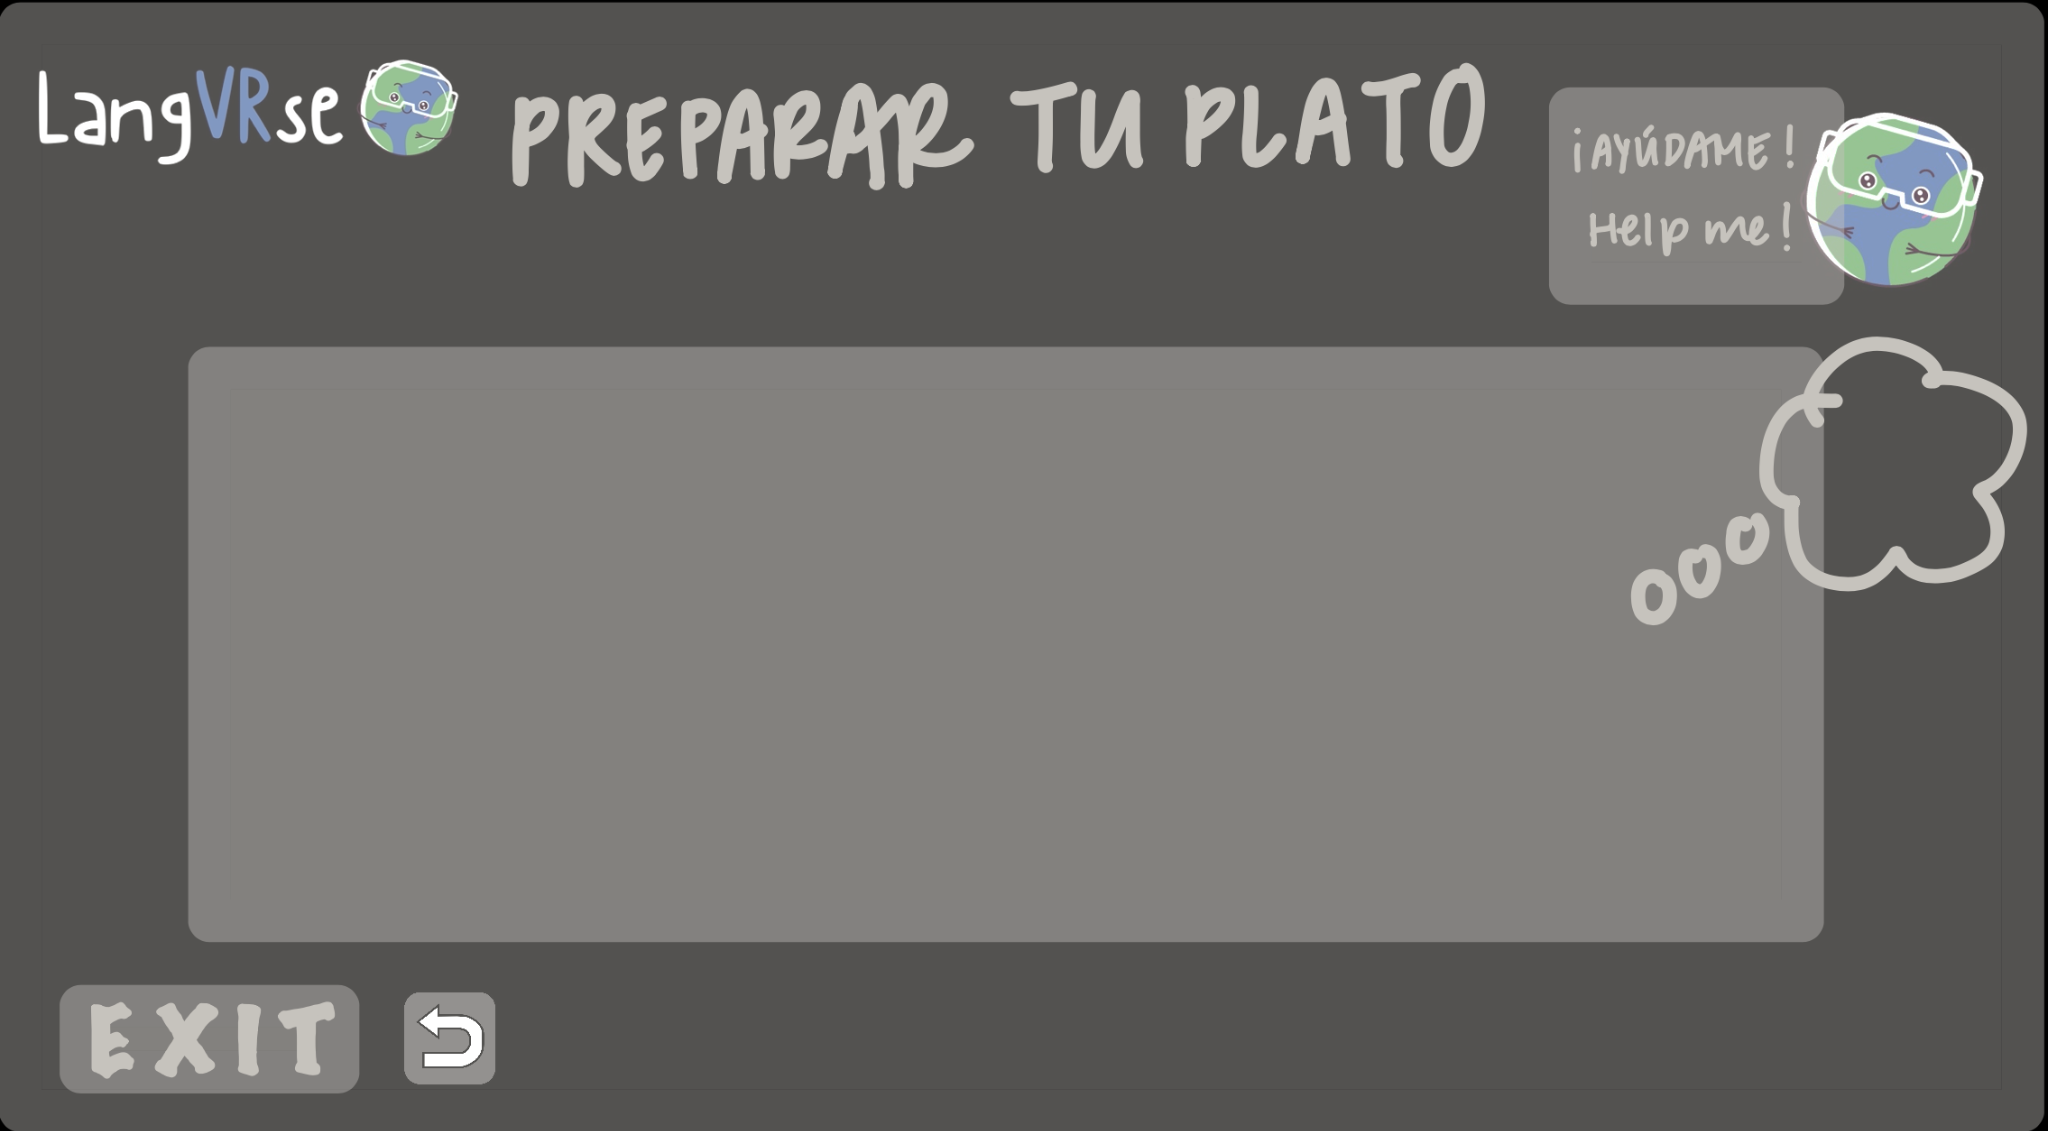 LangVRse
PREPARAR TU PLATO
¡AYÚDAME!
Help me!
EXIT